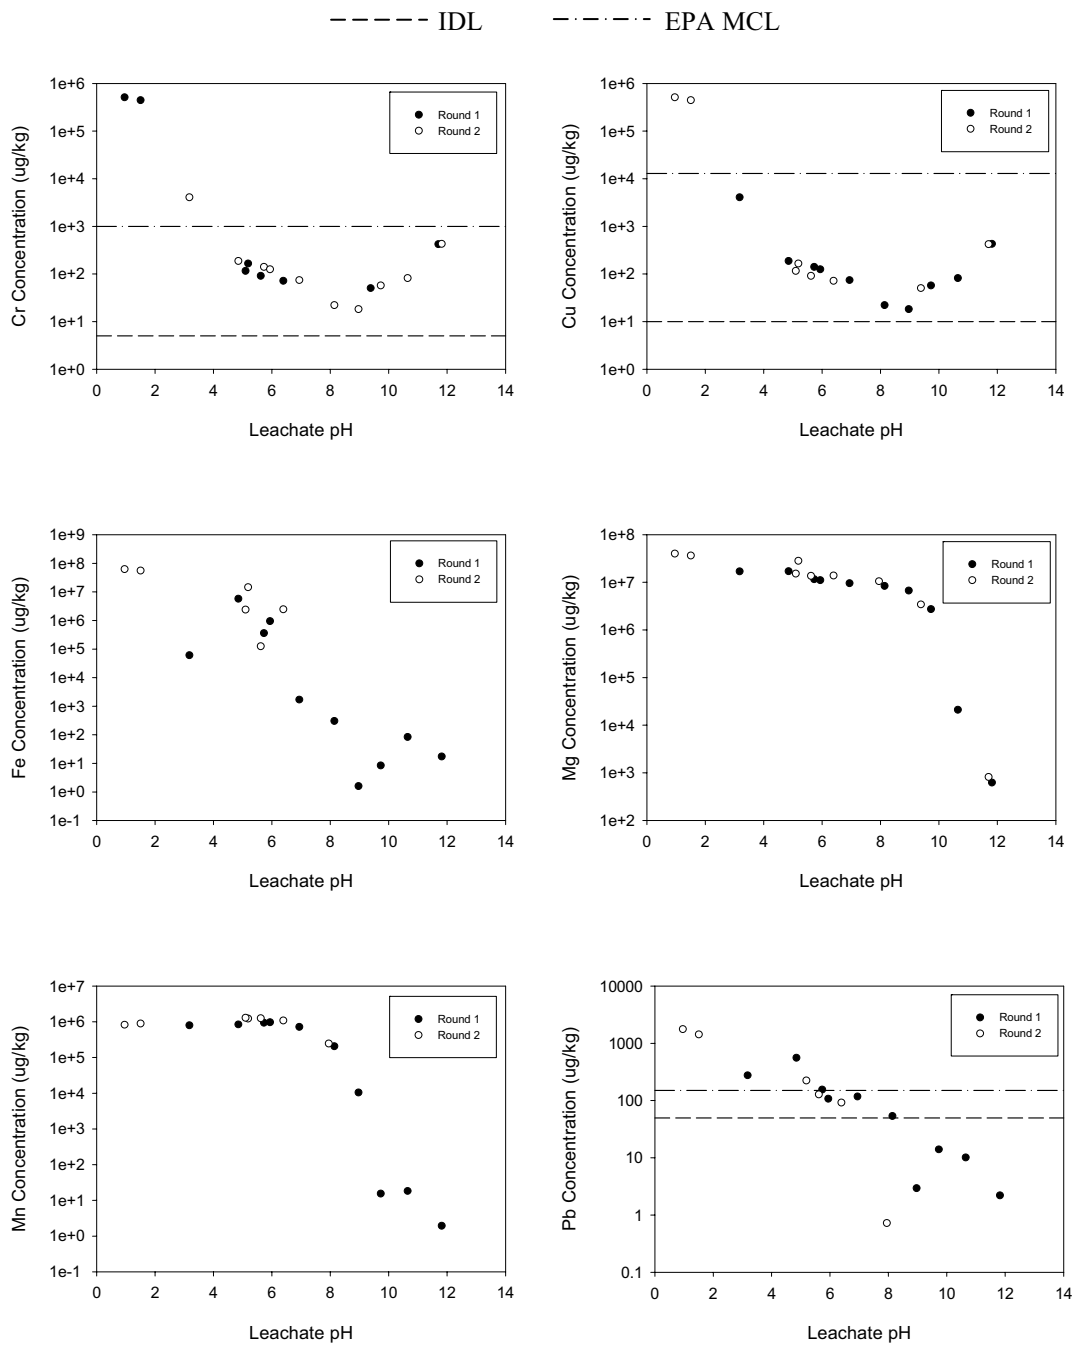 IDL EPA MCL
1e+6 1e+5 1e+4 1e+3 1e+2 1e+1 1e+0
Cr Concentration (ug/kg)
Round 1
Round 2
0 2 4 6 8 10 12 14
Leachate pH
1e+6 1e+5 1e+4 1e+3 1e+2 1e+1 1e+0
Cu Concentration (ug/kg)
Round 1
Round 2
0 2 4 6 8 10 12 14
Leachate pH
1e+9 1e+8 1e+7 1e+6 1e+5 1e+4 1e+3 1e+2 1e+1 1e+0 1e-1
Fe Concentration (ug/kg)
Round 1
Round 2
0 2 4 6 8 10 12 14
Leachate pH
1e+8 1e+7 1e+6 1e+5 1e+4 1e+3 1e+2
Mg Concentration (ug/kg)
Round 1
Round 2
0 2 4 6 8 10 12 14
Leachate pH
1e+7 1e+6 1e+5 1e+4 1e+3 1e+2 1e+1 1e+0 1e-1
Mn Concentration (ug/kg)
Round 1
Round 2
0 2 4 6 8 10 12 14
Leachate pH
10000 1000 100 10 1 0.1
Pb Concentration (ug/kg)
Round 1
Round 2
0 2 4 6 8 10 12 14
Leachate pH